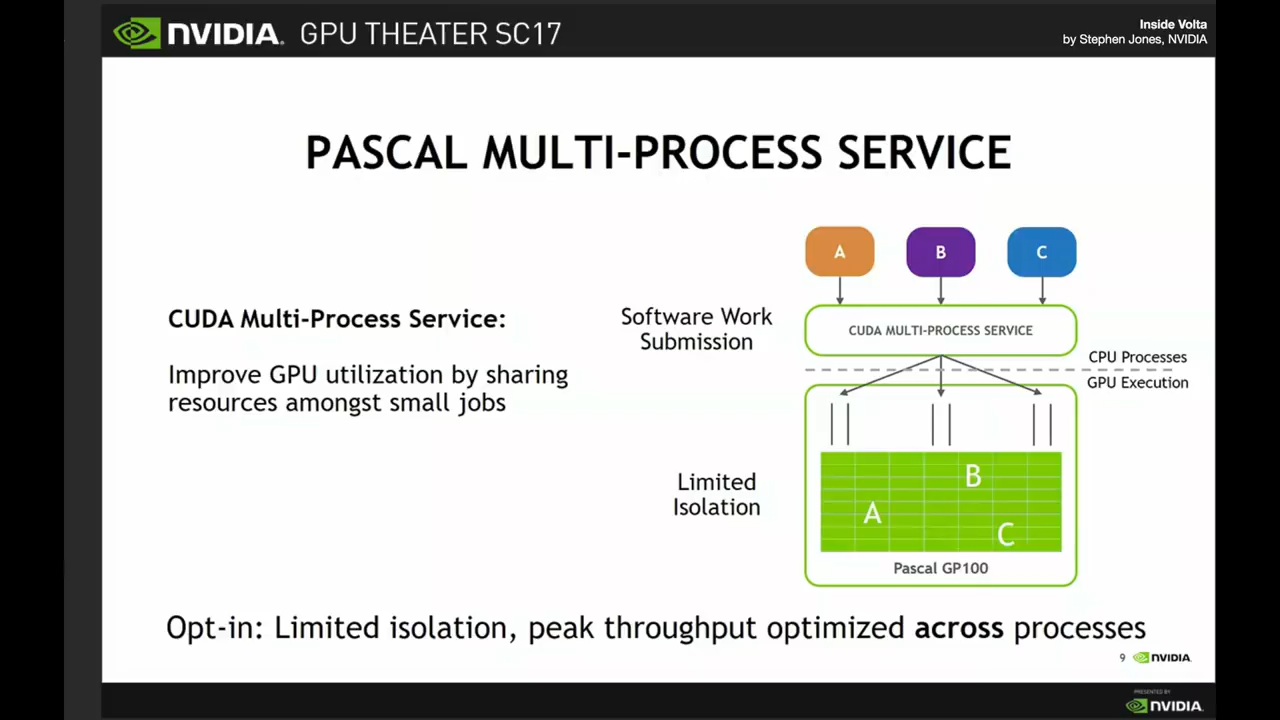 NVIDIA. GPU THEATER SC17
Inside Volta
by Stephen Jones, NVIDIA
PASCAL MULTI-PROCESS SERVICE
A B C
CUDA Multi-Process Service:
Improve GPU utilization by sharing
resources amongst small jobs
Software Work
Submission
CUDA MULTI-PROCESS SERVICE
CPU Processes
GPU Execution
Limited
Isolation
B
A
C
Pascal GP100
Opt-in: Limited isolation, peak throughput optimized across processes
9 NVIDIA.
PRESENTED BY
NVIDIA.